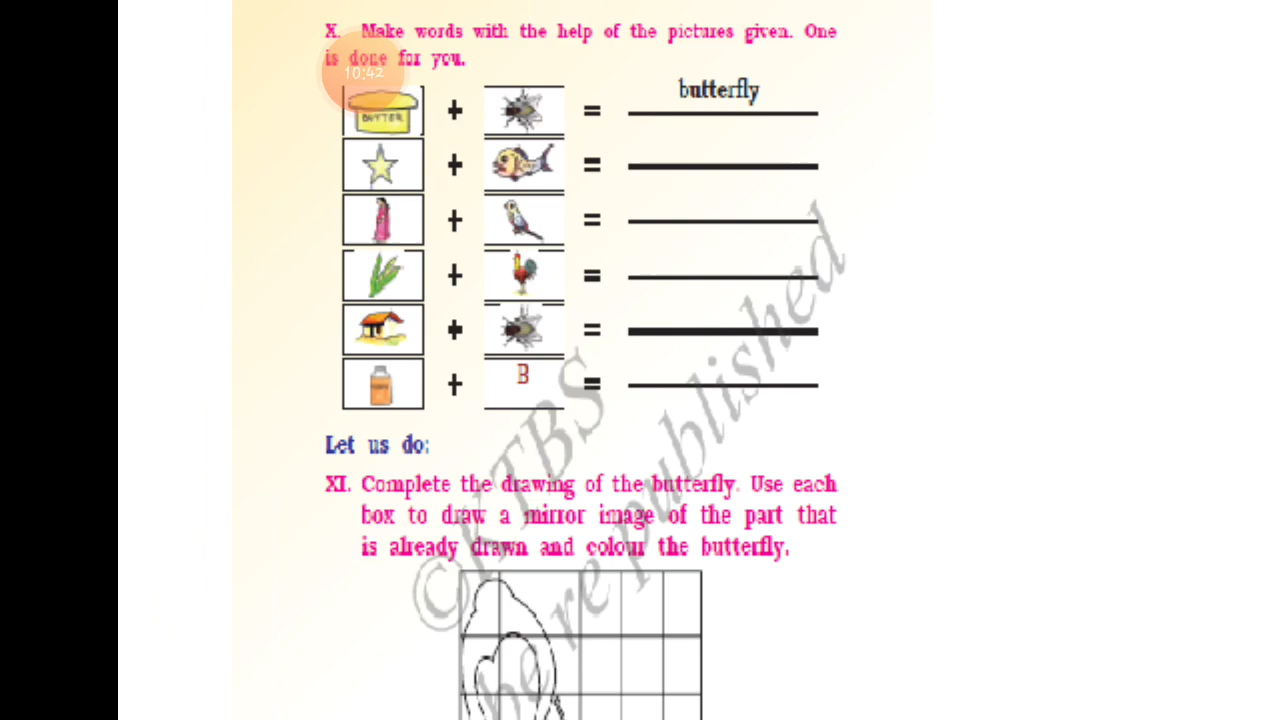 X. Make words with the help of the pictures given. One
is done for you.
10:42
BUTTER + = butterfly
+ =
+ =
+ =
+ =
+ B =
Let us do:
XI. Complete the drawing of the butterfly. Use each
box to draw a mirror image of the part that
is already drawn and colour the butterfly.
©KTBS
be republished